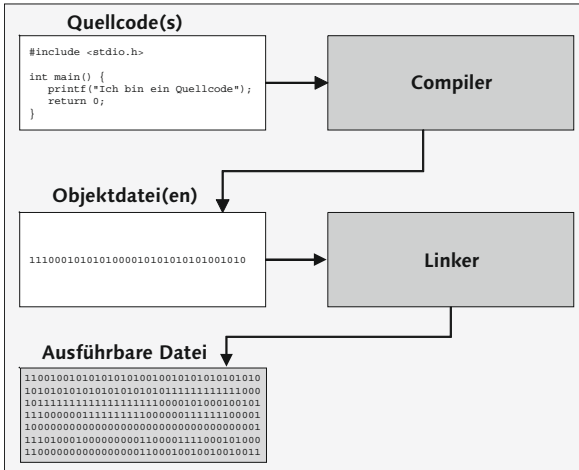 Quellcode(s)
#include <stdio.h>
int main() {
printf("Ich bin ein Quellcode");
return 0;
}
Compiler
Objektdatei(en)
1110001010101000010101010101001010
Linker
Ausführbare Datei
1100100101010101010010010101010101010
1010101010101010101010111111111111000
1011111111111111111110000101000100101
1110000001111111111000000111111100001
1000000000000000000000000000000000001
1110100010000000001100001111000101000
1100000000000000001100010010010010011